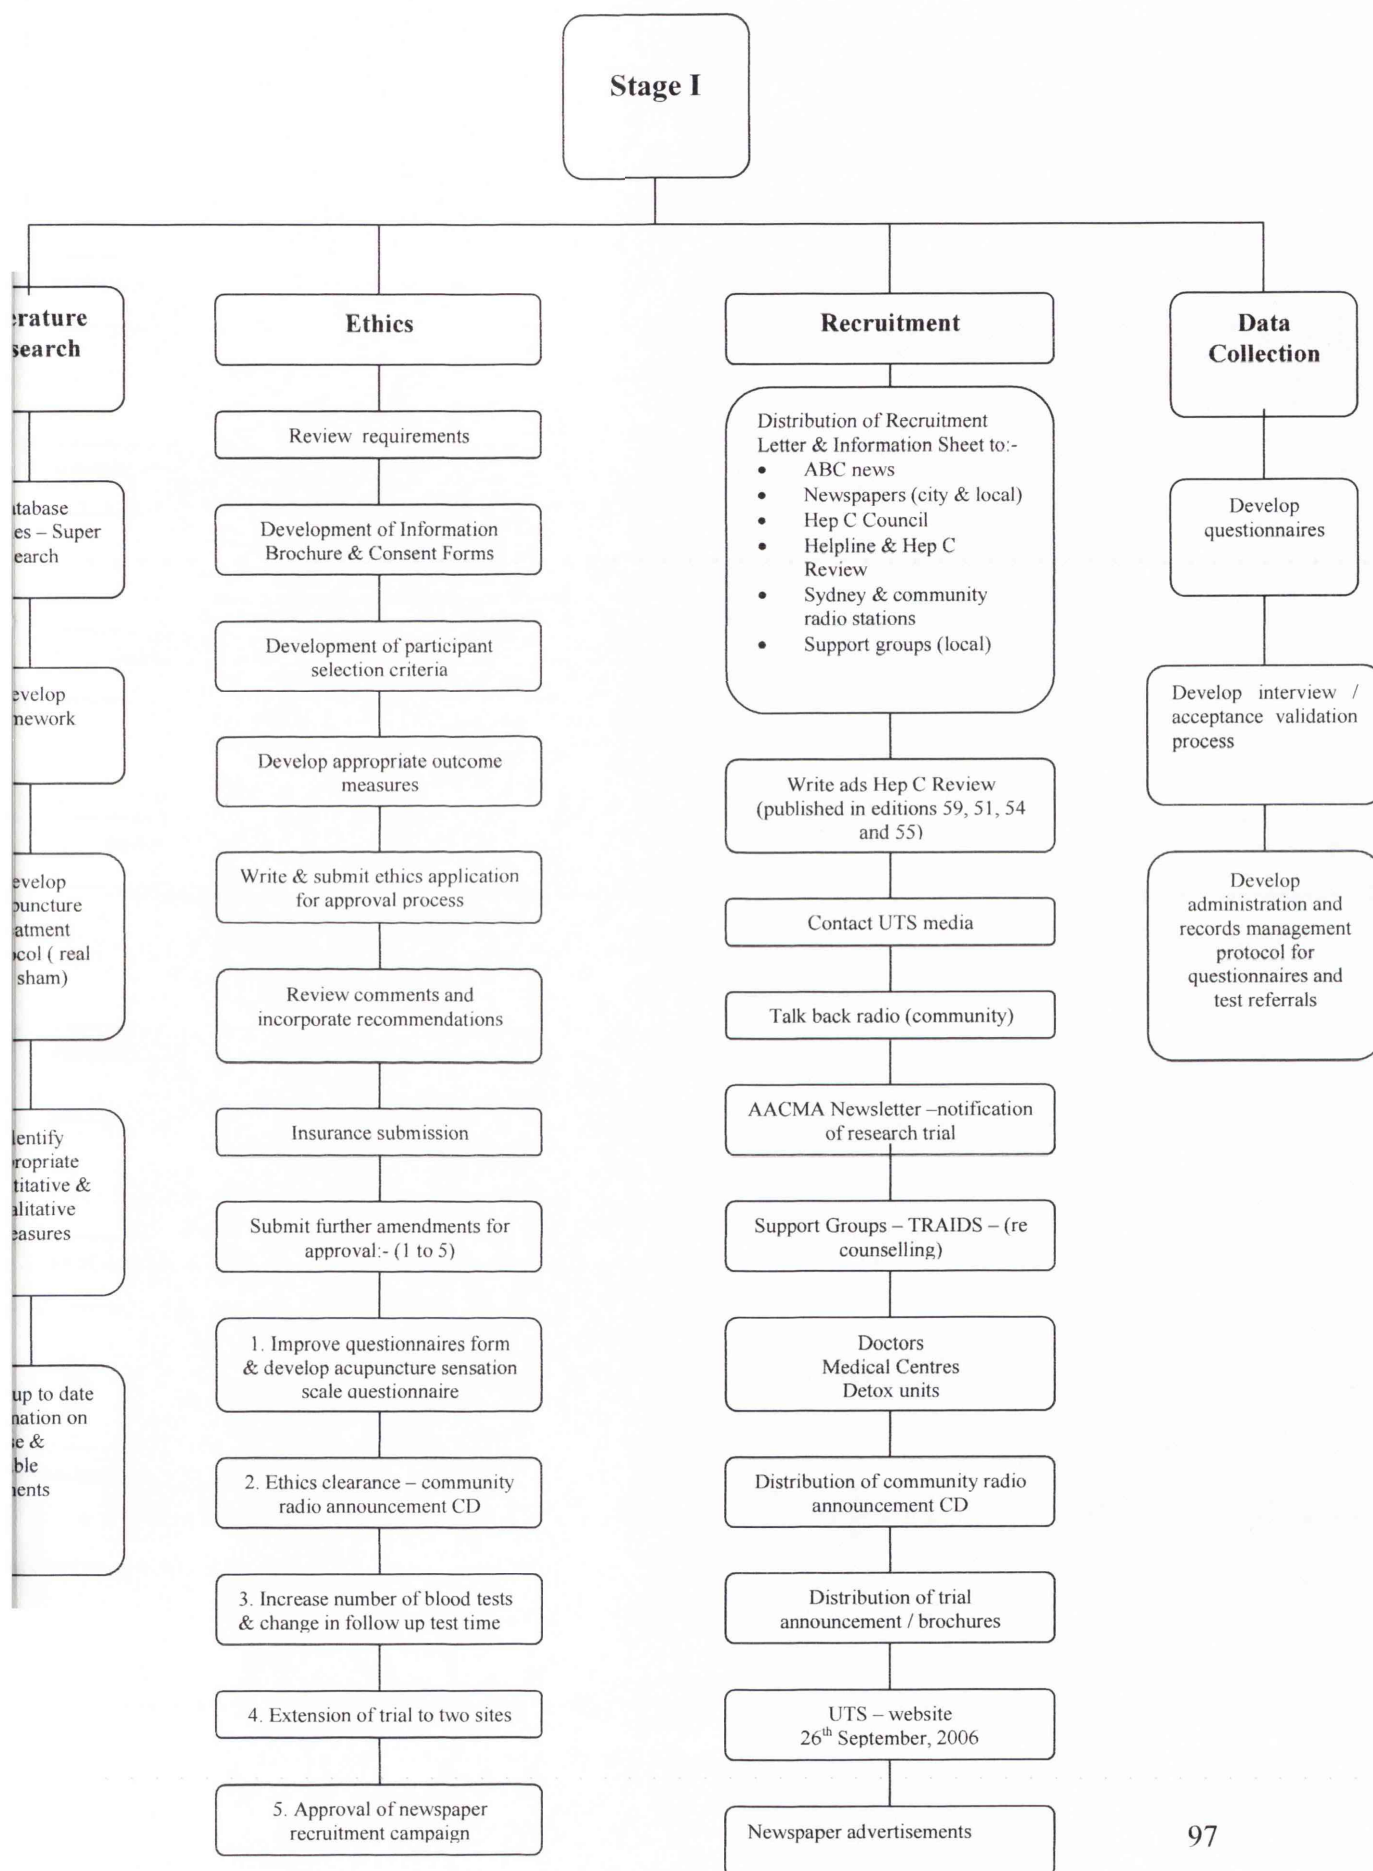 Stage I
erature
search
tabase
es – Super
earch
evelop
nework
evelop
puncture
atment
col ( real
sham)
lentify
ropriate
titative &
alitative
easures
up to date
nation on
se &
ble
nents
Ethics
Review requirements
Development of Information
Brochure & Consent Forms
Development of participant
selection criteria
Develop appropriate outcome
measures
Write & submit ethics application
for approval process
Review comments and
incorporate recommendations
Insurance submission
Submit further amendments for
approval:- (1 to 5)
1. Improve questionnaires form
& develop acupuncture sensation
scale questionnaire
2. Ethics clearance – community
radio announcement CD
3. Increase number of blood tests
& change in follow up test time
4. Extension of trial to two sites
5. Approval of newspaper
recruitment campaign
Recruitment
Distribution of Recruitment
Letter & Information Sheet to:-
• ABC news
• Newspapers (city & local)
• Hep C Council
• Helpline & Hep C
Review
• Sydney & community
radio stations
• Support groups (local)
Write ads Hep C Review
(published in editions 59, 51, 54
and 55)
Contact UTS media
Talk back radio (community)
AACMA Newsletter –notification
of research trial
Support Groups – TRAIDS – (re
counselling)
Doctors
Medical Centres
Detox units
Distribution of community radio
announcement CD
Distribution of trial
announcement / brochures
UTS – website
26th September, 2006
Newspaper advertisements
Data
Collection
Develop
questionnaires
Develop interview /
acceptance validation
process
Develop
administration and
records management
protocol for
questionnaires and
test referrals
97